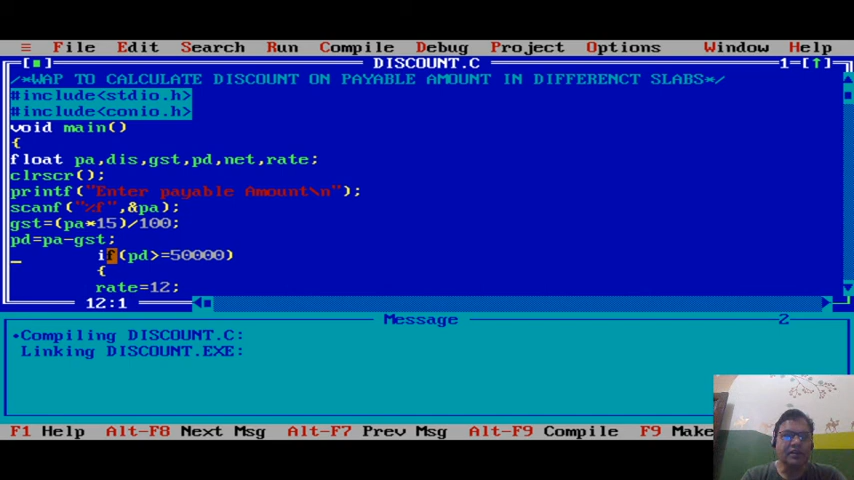 ≡ File Edit Search Run Compile Debug Project Options Window Help
[■] DISCOUNT.C 1=[↑]
/*WAP TO CALCULATE DISCOUNT ON PAYABLE AMOUNT IN DIFFERENCT SLABS*/
#include<stdio.h>
#include<conio.h>
void main()
{
float pa,dis,gst,pd,net,rate;
clrscr();
printf("Enter payable Amount\n");
scanf("%f",&pa);
gst=(pa*15)/100;
pd=pa-gst;
if(pd>=50000)
{
rate=12;
12:1
Message 2
•Compiling DISCOUNT.C:
Linking DISCOUNT.EXE:
F1 Help Alt-F8 Next Msg Alt-F7 Prev Msg Alt-F9 Compile F9 Make